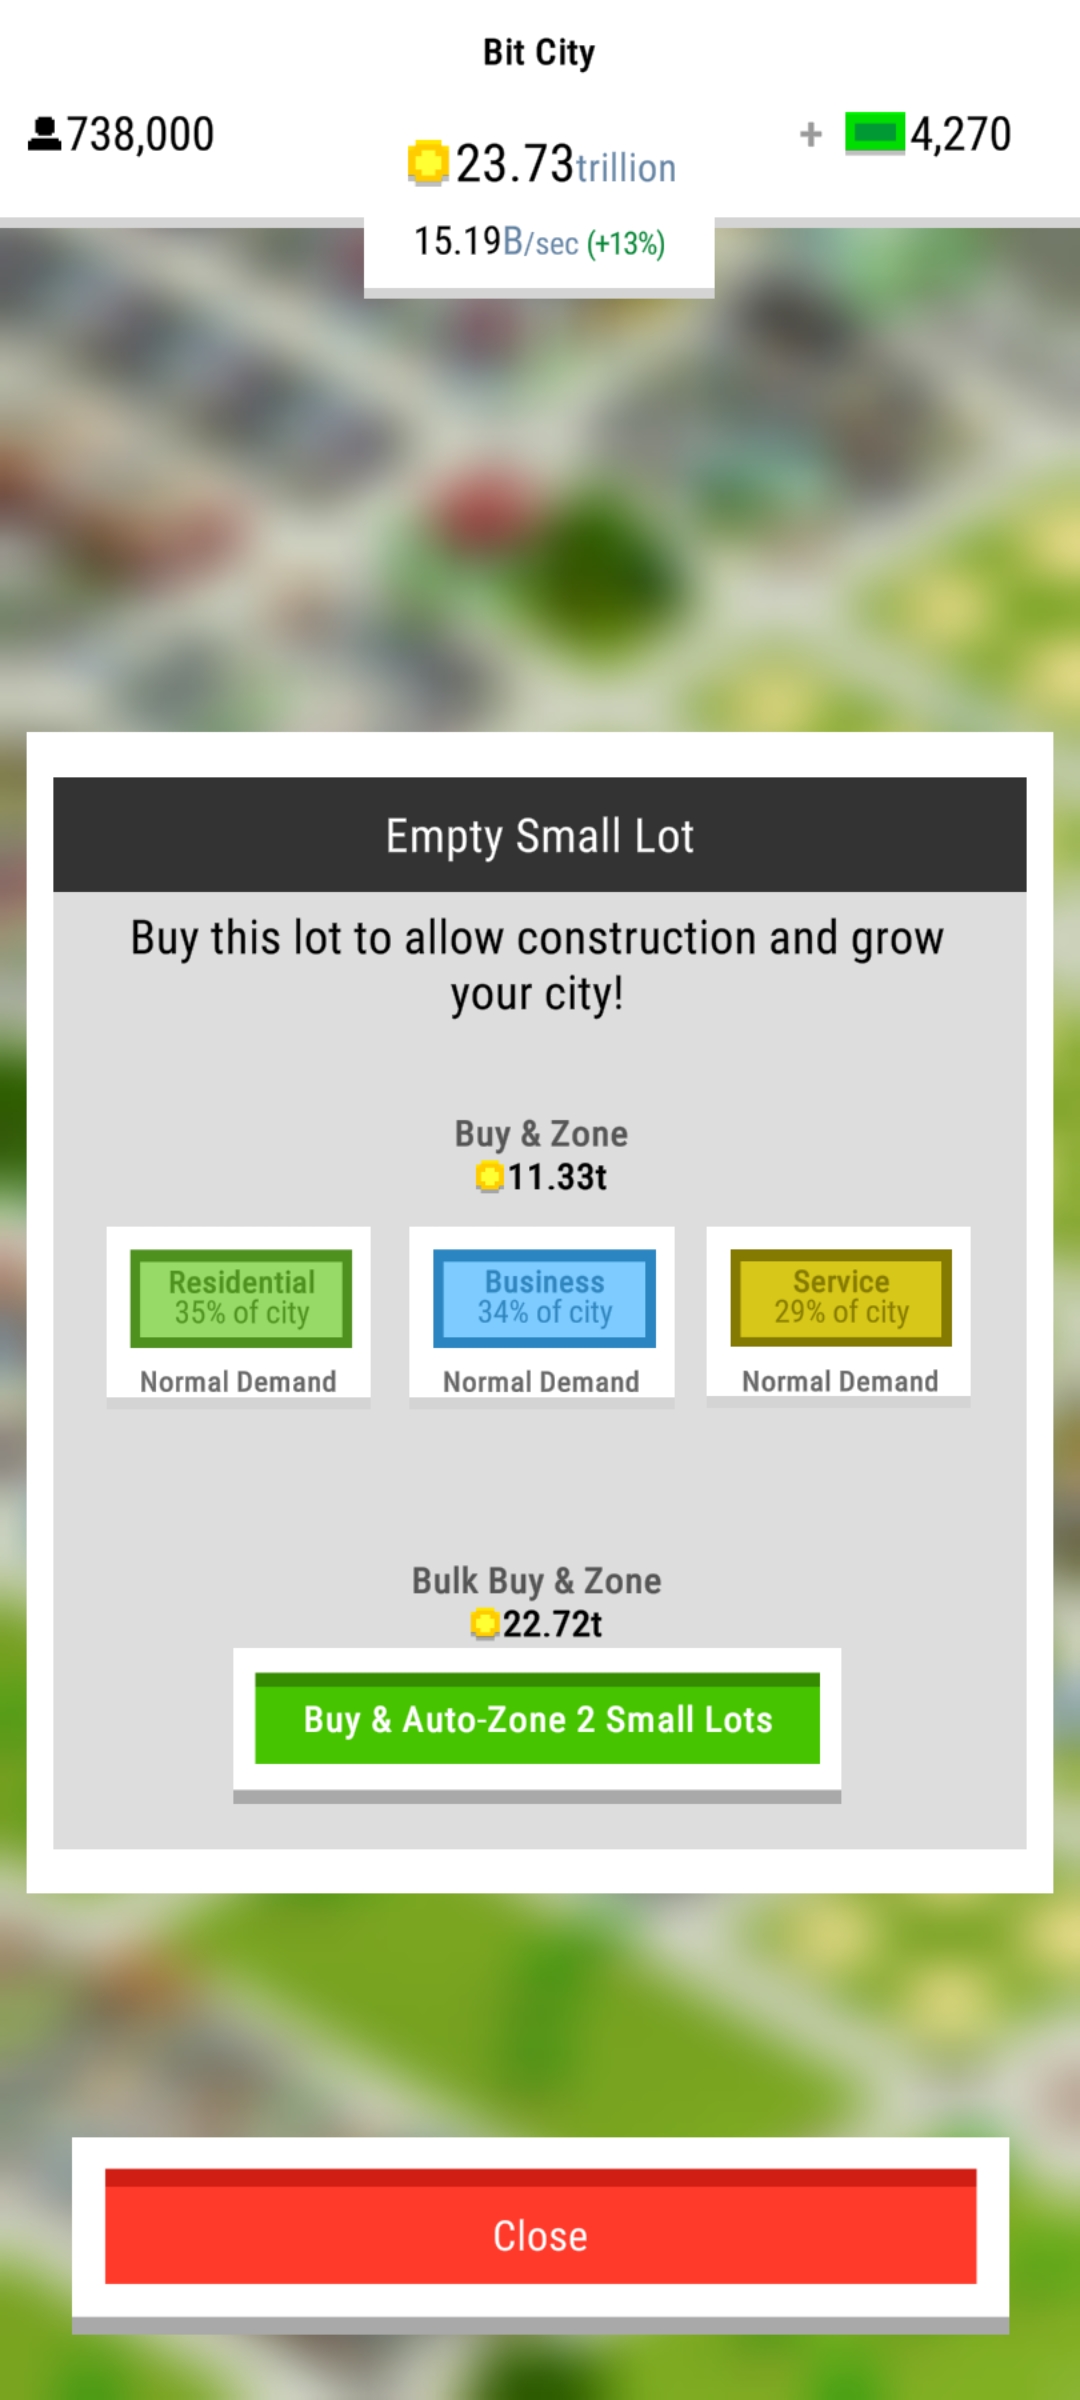 Bit City
738,000
23.73trillion
+ 4,270
15.19B/sec (+13%)
Empty Small Lot
Buy this lot to allow construction and grow
your city!
Buy & Zone
11.33t
Residential
35% of city
Normal Demand
Business
34% of city
Normal Demand
Service
29% of city
Normal Demand
Bulk Buy & Zone
22.72t
Buy & Auto-Zone 2 Small Lots
Close